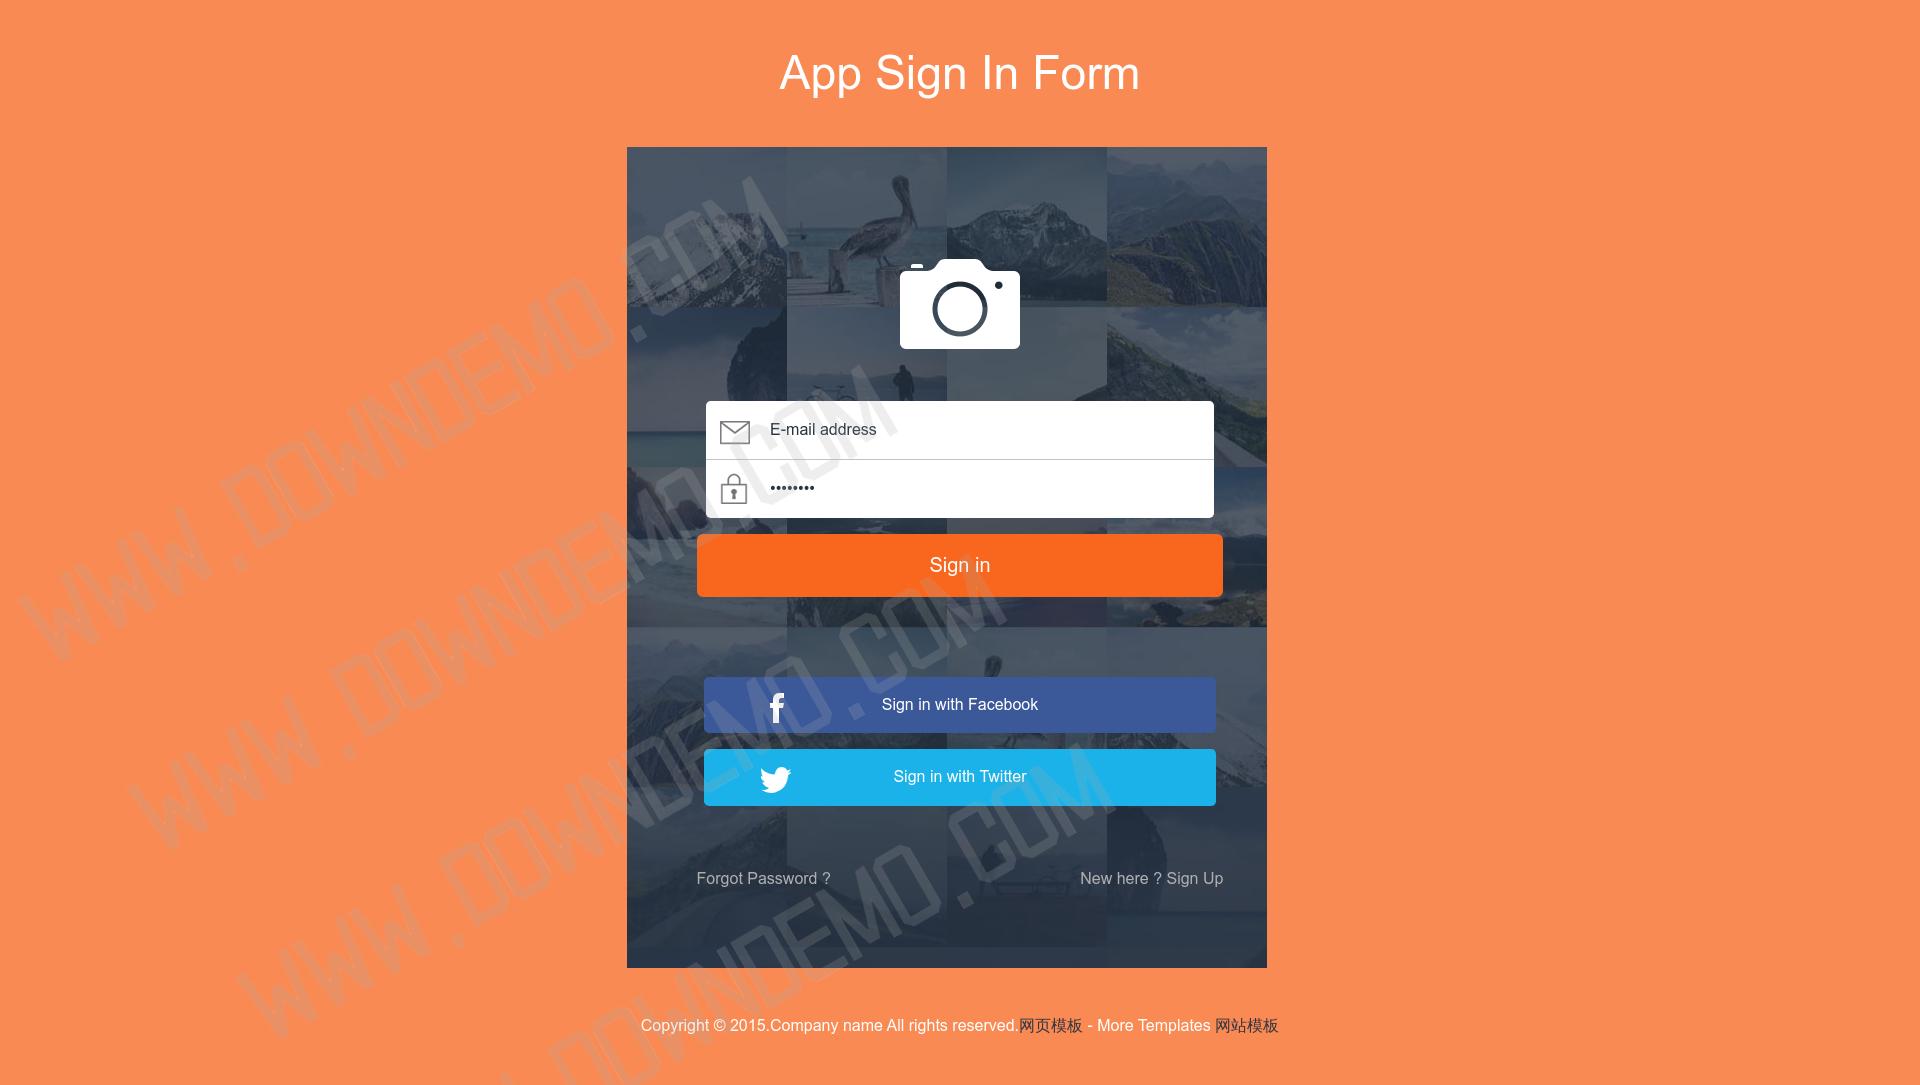 App Sign In Form
E-mail address
••••••••
Sign in
Sign in with Facebook
Sign in with Twitter
Forgot Password ?
New here ? Sign Up
Copyright © 2015.Company name All rights reserved.网页模板 - More Templates 网站模板
WWW.DOWNDEMO.COM
WWW.DOWNDEMO.COM
WWW.DOWNDEMO.COM
DOWNDEMO.COM